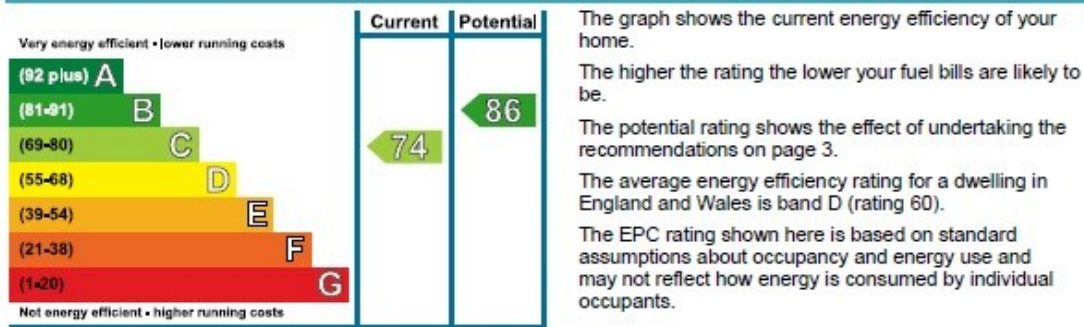 Current Potential
Very energy efficient - lower running costs
(92 plus) A
(81-91) B
86
(69-80) C
74
(55-68) D
(39-54) E
(21-38) F
(1-20) G
Not energy efficient - higher running costs
The graph shows the current energy efficiency of your
home.
The higher the rating the lower your fuel bills are likely to
be.
The potential rating shows the effect of undertaking the
recommendations on page 3.
The average energy efficiency rating for a dwelling in
England and Wales is band D (rating 60).
The EPC rating shown here is based on standard
assumptions about occupancy and energy use and
may not reflect how energy is consumed by individual
occupants.